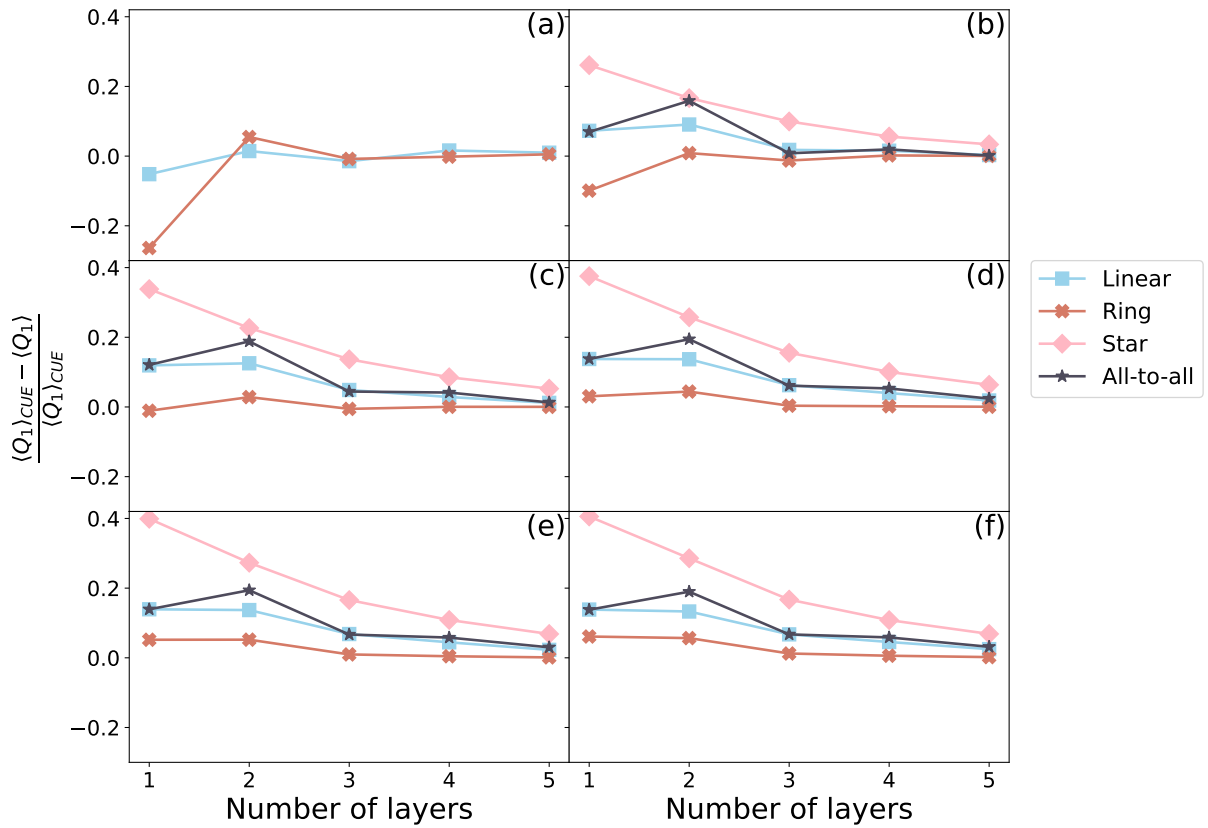 (a)
0.4
0.2
0.0
−0.2
(b)
(c)
0.4
0.2
0.0
−0.2
(d)
(e)
0.4
0.2
0.0
−0.2
(f)
⟨Q₁⟩CUE − ⟨Q₁⟩
⟨Q₁⟩CUE
Linear
Ring
Star
All-to-all
1 2 3 4 5
1 2 3 4 5
Number of layers
Number of layers